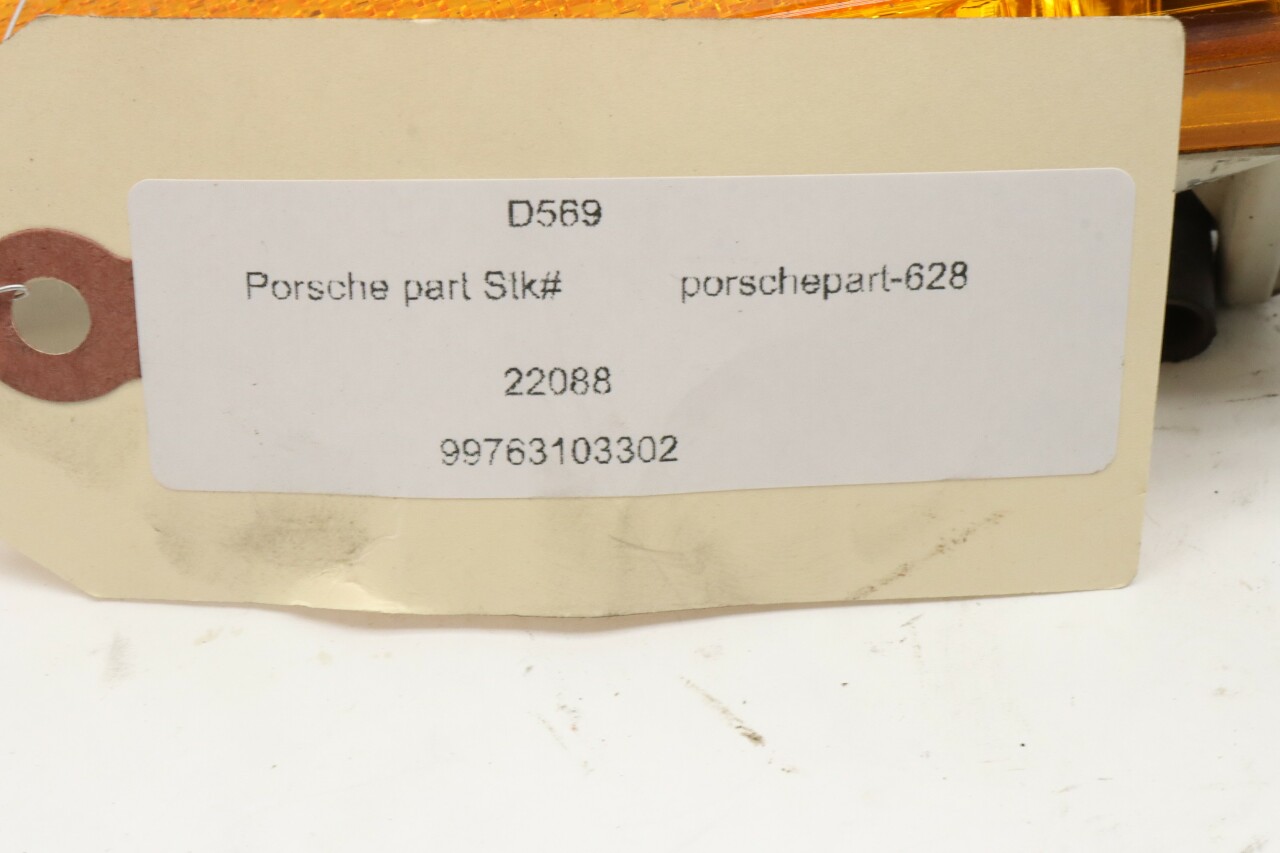 D569
Porsche part Stk# porschepart-628
22088
99763103302